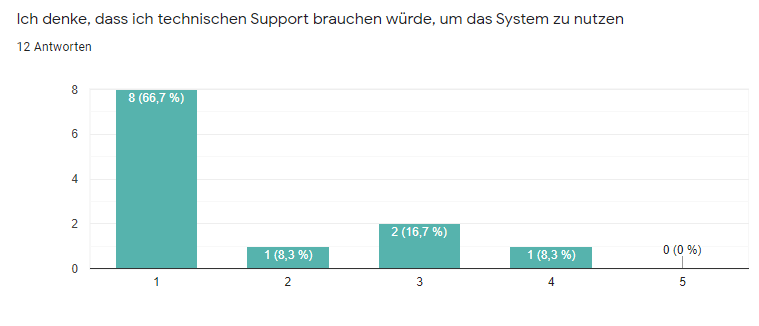 Ich denke, dass ich technischen Support brauchen würde, um das System zu nutzen
12 Antworten
8
6
4
2
0
8 (66,7 %)
1 (8,3 %)
2 (16,7 %)
1 (8,3 %)
0 (0 %)
1 2 3 4 5